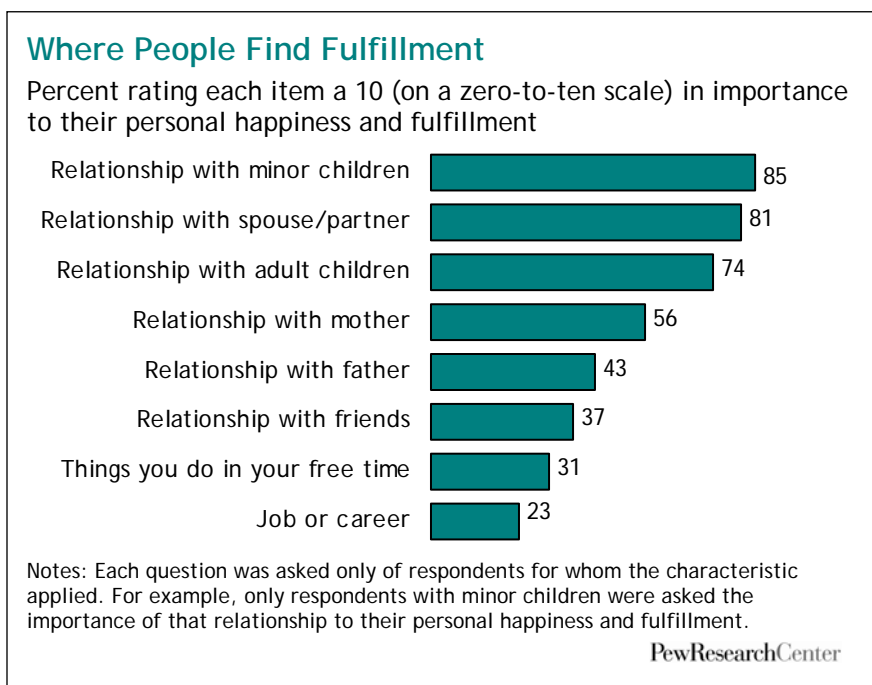 Where People Find Fulfillment
Percent rating each item a 10 (on a zero-to-ten scale) in importance
to their personal happiness and fulfillment
Relationship with minor children 85
Relationship with spouse/partner 81
Relationship with adult children 74
Relationship with mother 56
Relationship with father 43
Relationship with friends 37
Things you do in your free time 31
Job or career 23
Notes: Each question was asked only of respondents for whom the characteristic
applied. For example, only respondents with minor children were asked the
importance of that relationship to their personal happiness and fulfillment.
PewResearchCenter